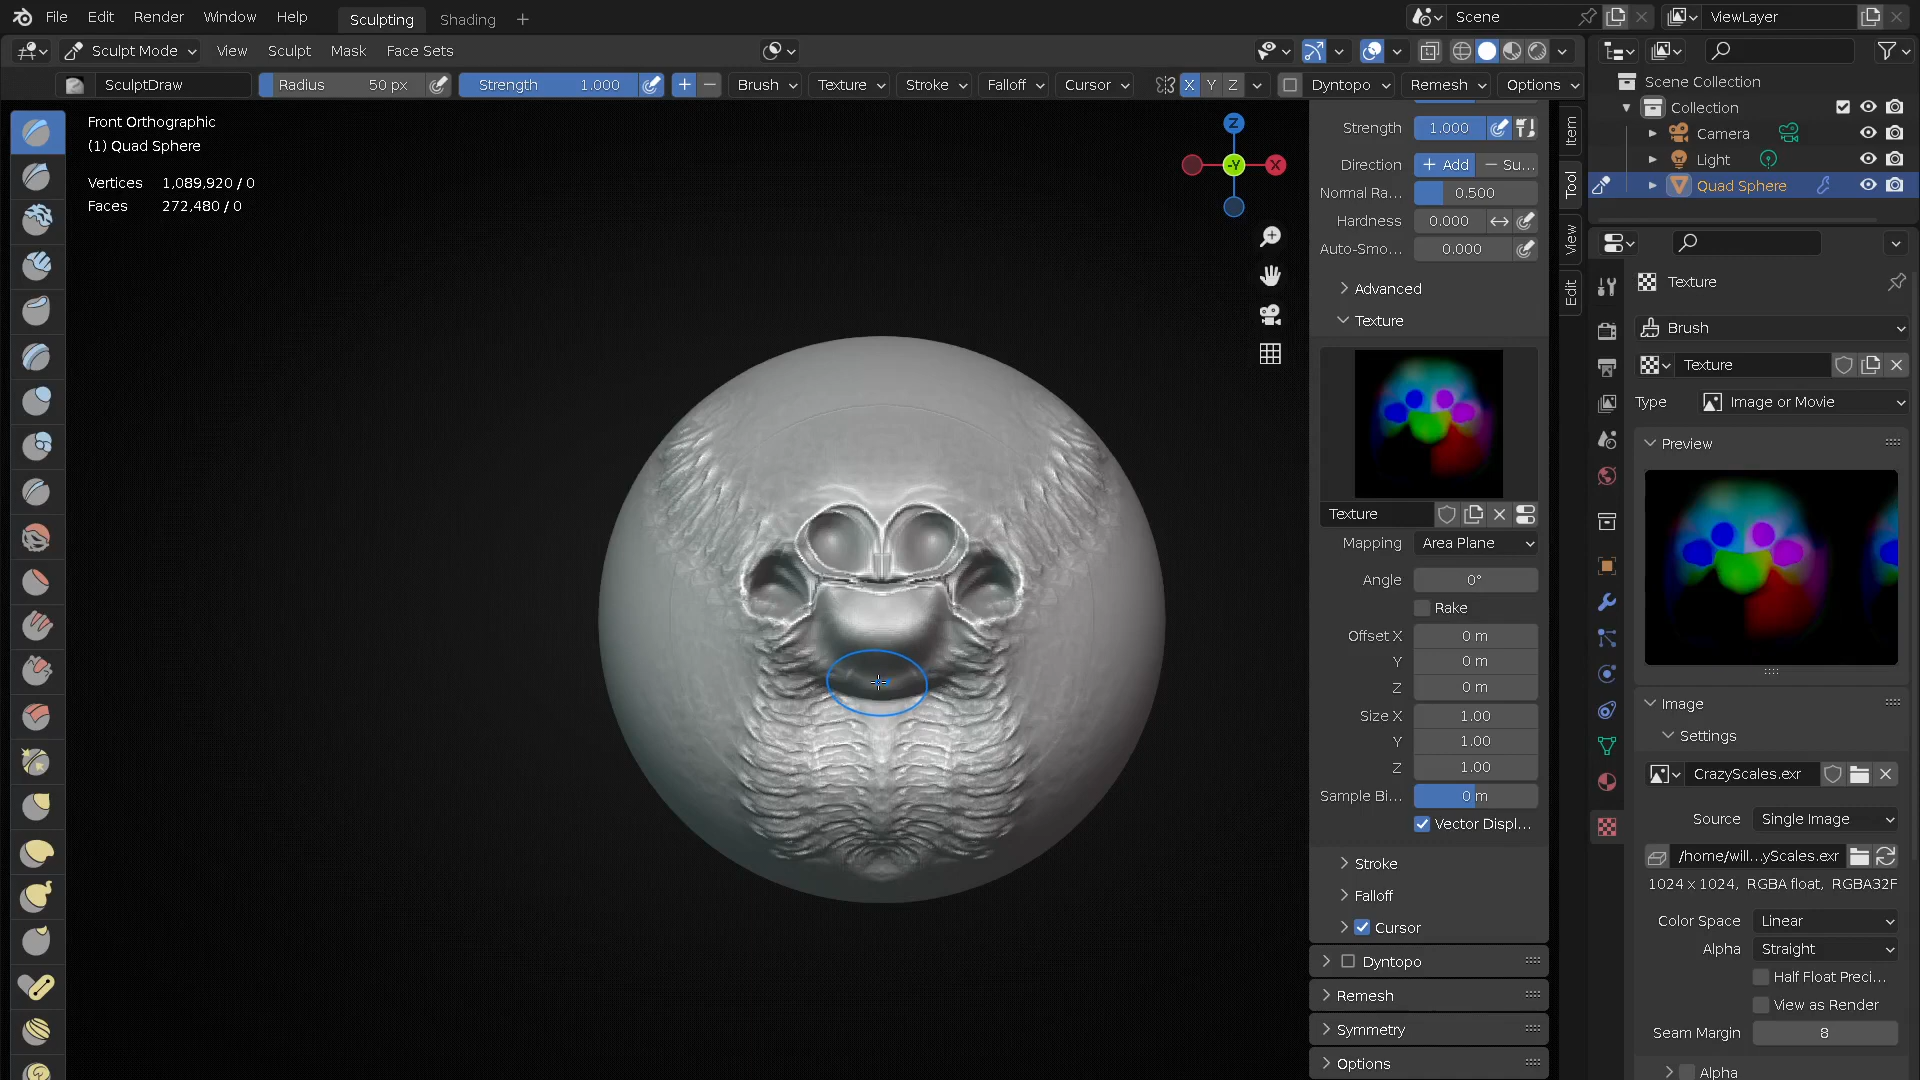 File Edit Render Window Help Sculpting Shading + Scene ViewLayer
Sculpt Mode View Sculpt Mask Face Sets
SculptDraw Radius 50 px Strength 1.000 + − Brush Texture Stroke Falloff Cursor X Y Z Dyntopo Remesh Options
Front Orthographic
(1) Quad Sphere
Vertices 1,089,920 / 0
Faces 272,480 / 0
Z
-Y X
Strength 1.000
Direction + Add − Su...
Normal Ra... 0.500
Hardness 0.000
Auto-Smo... 0.000
Advanced
Texture
Texture
Mapping Area Plane
Angle 0°
Rake
Offset X 0 m
Y 0 m
Z 0 m
Size X 1.00
Y 1.00
Z 1.00
Sample Bi... 0 m
Vector Displ...
Stroke
Falloff
Cursor
Dyntopo
Remesh
Symmetry
Options
Item
Tool
View
Edit
Scene Collection
Collection
Camera
Light
Quad Sphere
Texture
Brush
Texture
Type Image or Movie
Preview
Image
Settings
CrazyScales.exr
Source Single Image
/home/will...yScales.exr
1024 x 1024, RGBA float, RGBA32F
Color Space Linear
Alpha Straight
Half Float Preci...
View as Render
Seam Margin 8
Alpha